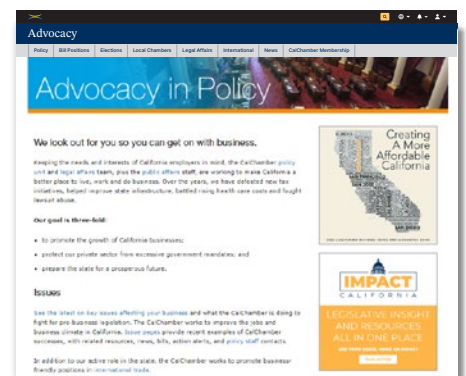 Advocacy
Policy Bill Positions Elections Local Chambers Legal Affairs International News CalChamber Membership
Advocacy in Policy
We look out for you so you can get on with business.
Keeping the needs and interests of California employers in mind, the CalChamber policy
unit and legal affairs team, plus the public affairs staff, are working to make California a
better place to live, work and do business. Over the years, we have defeated new tax
initiatives, helped improve state infrastructure, battled rising health care costs and fought
lawsuit abuse.
Our goal is three-fold:
• to promote the growth of California businesses;
• protect our private sector from excessive government mandates; and
• prepare the state for a prosperous future.
Issues
See the latest on key issues affecting your business and what the CalChamber is doing to
fight for pro-business legislation. The CalChamber works to improve the jobs and
business climate in California. Issue pages provide recent examples of CalChamber
successes, with related resources, news, bills, action alerts, and policy staff contacts.
In addition to our active role in the state, the CalChamber works to promote business-
friendly positions in international trade.
Creating
A More
Affordable
California
SAN DIEGO
IMPACT
CALIFORNIA
LEGISLATIVE INSIGHT
AND RESOURCES
ALL IN ONE PLACE